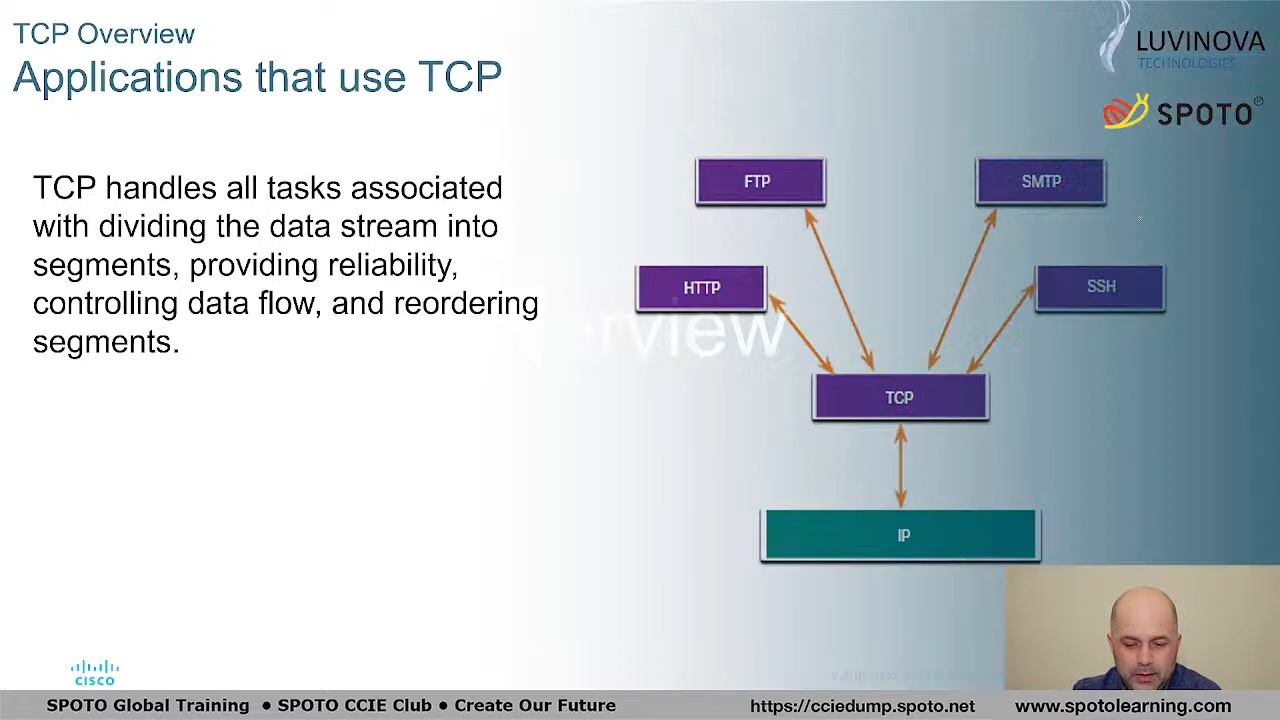 TCP Overview
Applications that use TCP
LUVINOVA
TECHNOLOGIES
SPOTO®
TCP handles all tasks associated
with dividing the data stream into
segments, providing reliability,
controlling data flow, and reordering
segments.
FTP
SMTP
HTTP
SSH
TCP
IP
CISCO
SPOTO Global Training ● SPOTO CCIE Club ● Create Our Future
https://cciedump.spoto.net
www.spotolearning.com